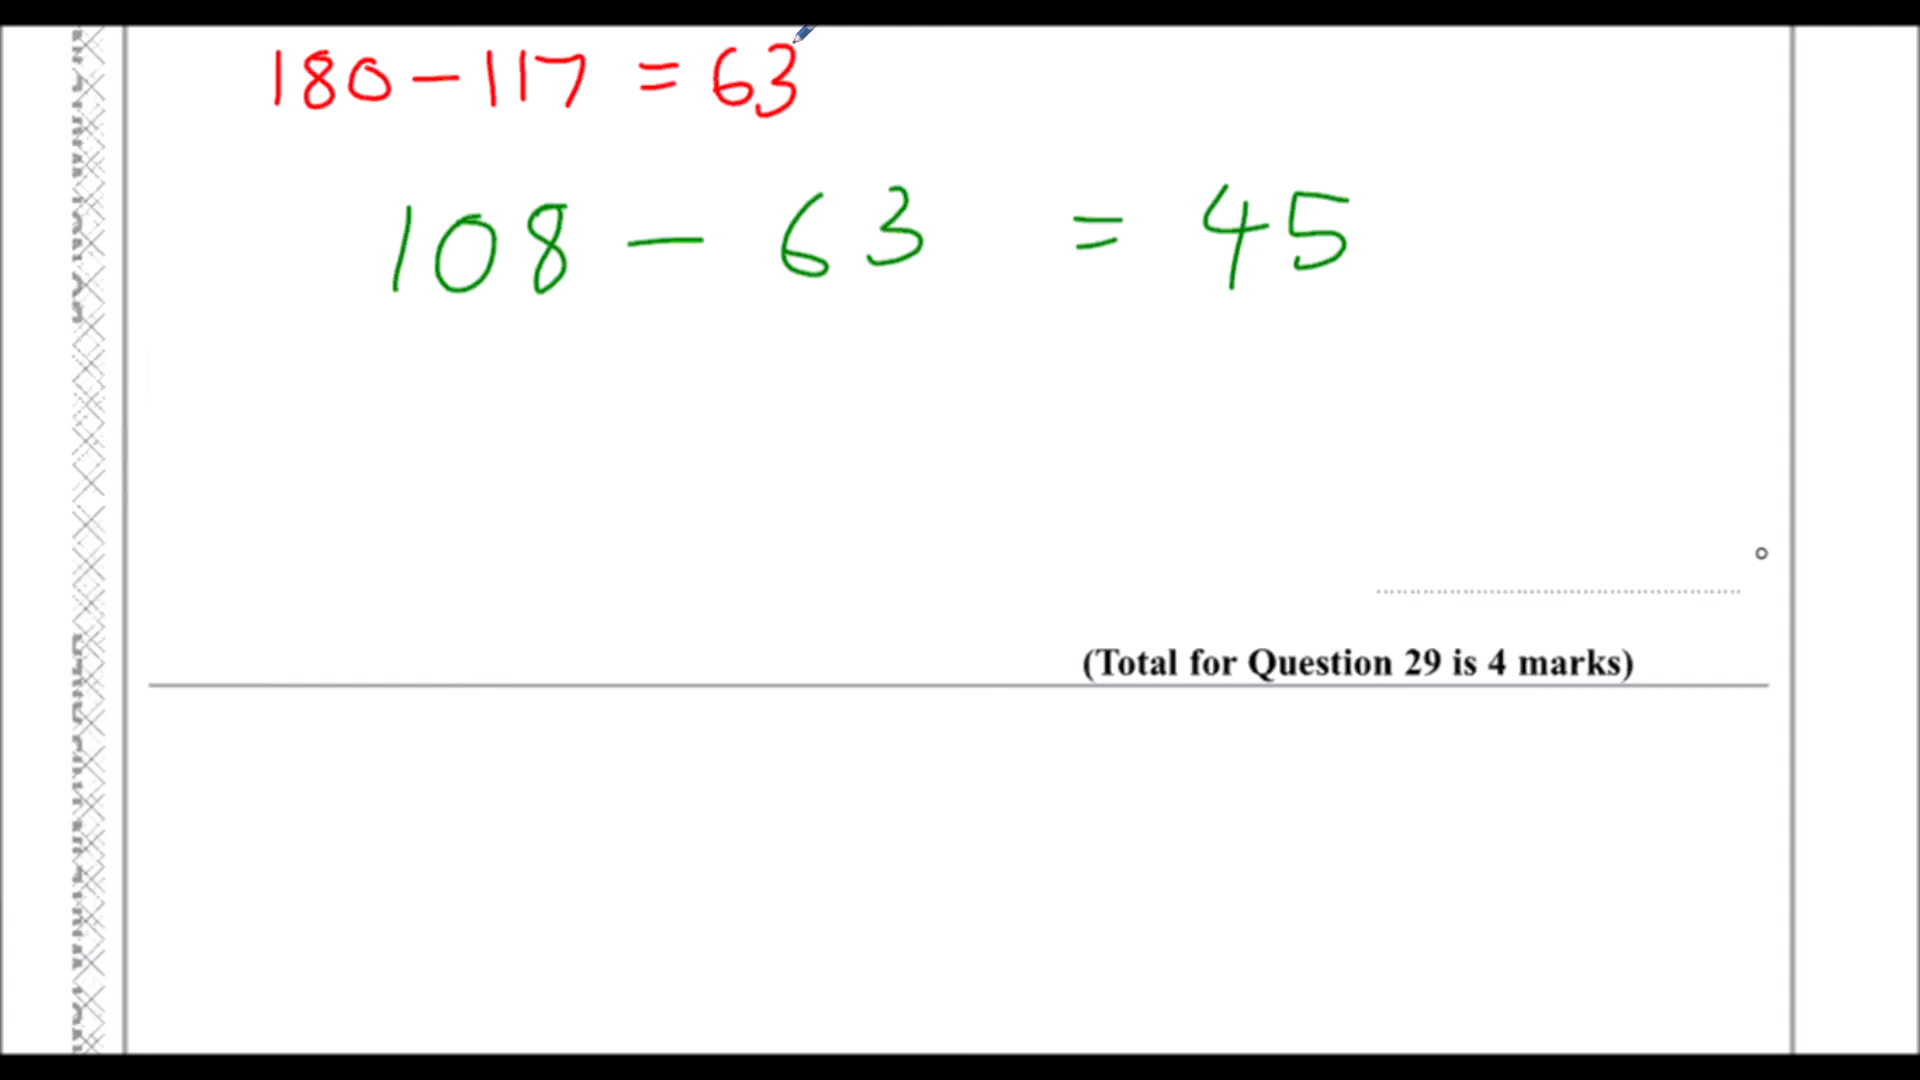 180 - 117 = 63
108 - 63 = 45
°
(Total for Question 29 is 4 marks)